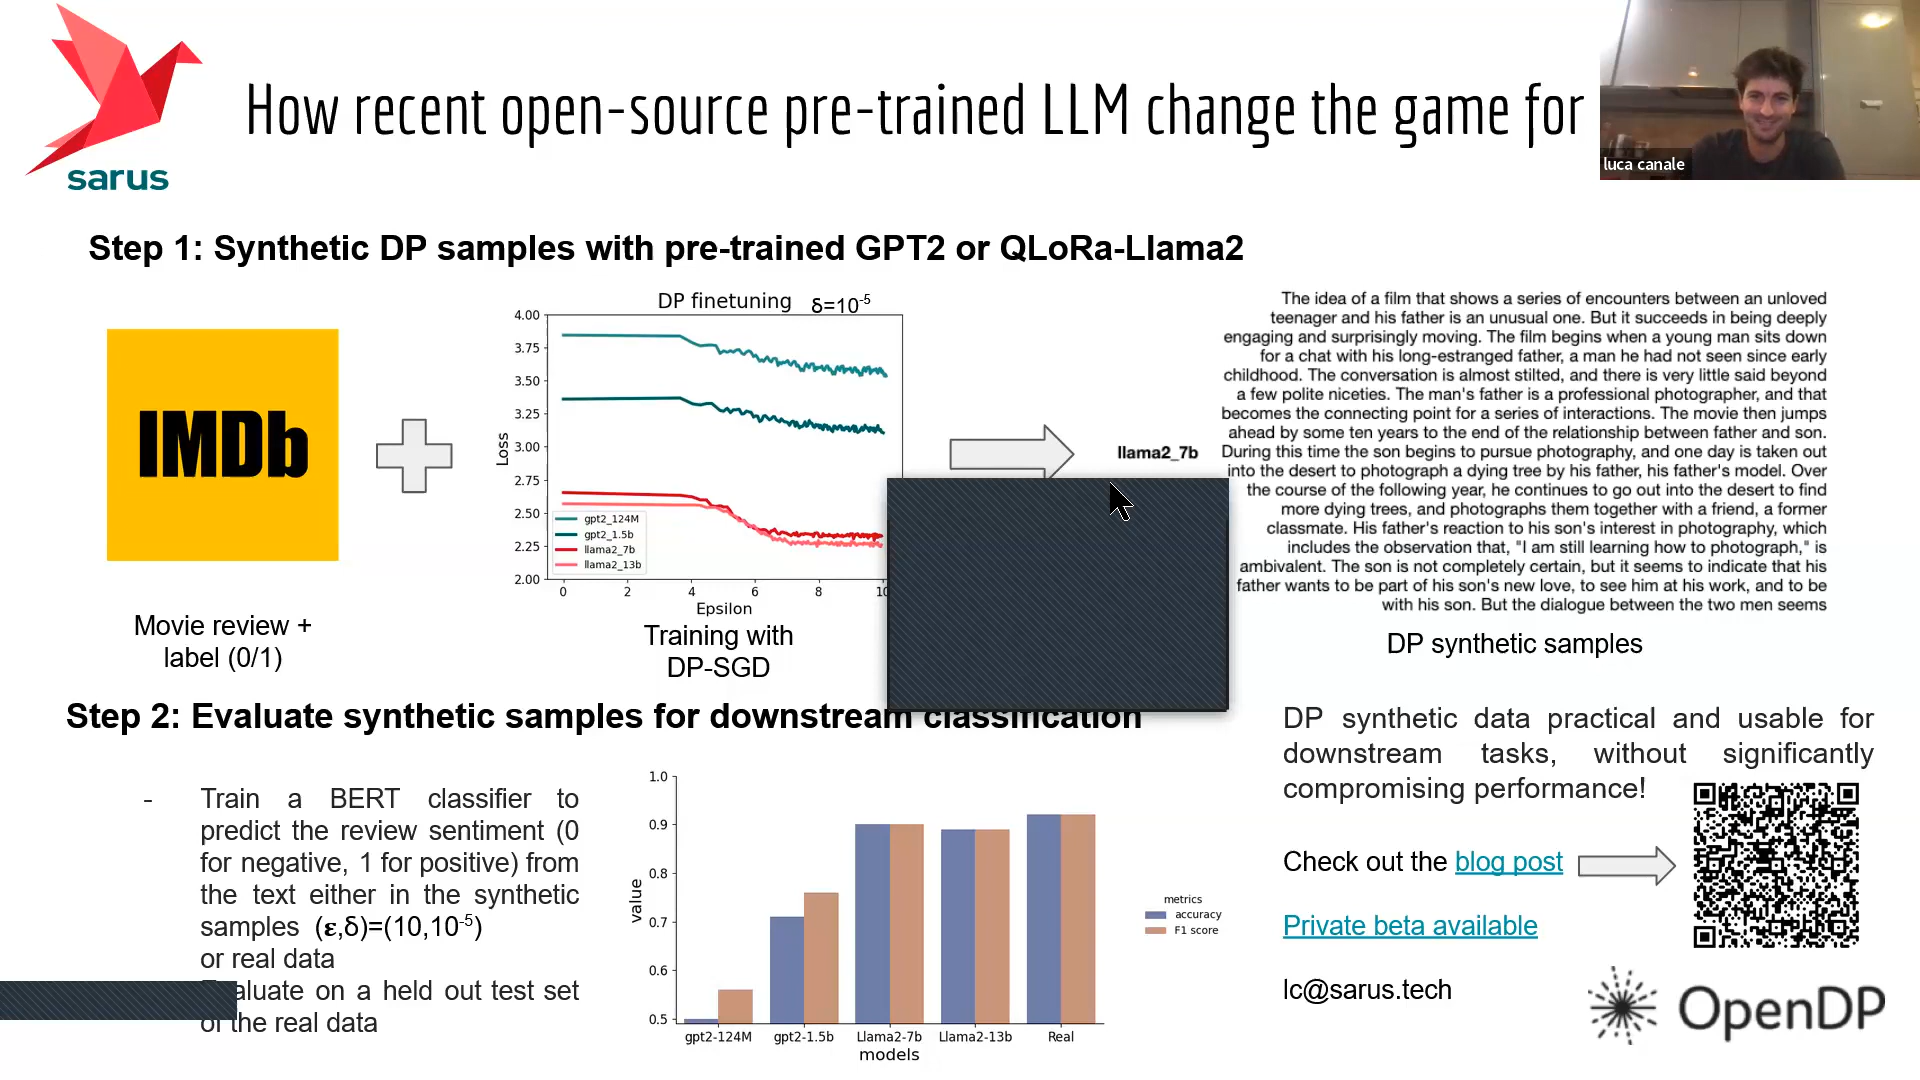 sarus
How recent open-source pre-trained LLM change the game for
luca canale
Step 1: Synthetic DP samples with pre-trained GPT2 or QLoRa-Llama2
IMDb
Movie review +
label (0/1)
DP finetuning δ=10⁻⁵
4.00
3.75
3.50
3.25
3.00
2.75
2.50
2.25
2.00
Loss
gpt2_124M
gpt2_1.5b
llama2_7b
llama2_13b
0 2 4 6 8
Epsilon
Training with
DP-SGD
llama2_7b
The idea of a film that shows a series of encounters between an unloved
teenager and his father is an unusual one. But it succeeds in being deeply
engaging and surprisingly moving. The film begins when a young man sits down
for a chat with his long-estranged father, a man he had not seen since early
childhood. The conversation is almost stilted, and there is very little said beyond
a few polite niceties. The man's father is a professional photographer, and that
becomes the connecting point for a series of interactions. The movie then jumps
ahead by some ten years to the end of the relationship between father and son.
During this time the son begins to pursue photography, and one day is taken out
into the desert to photograph a dying tree by his father, his father's model. Over
the course of the following year, he continues to go out into the desert to find
more dying trees, and photographs them together with a friend, a former
classmate. His father's reaction to his son's interest in photography, which
includes the observation that, "I am still learning how to photograph," is
ambivalent. The son is not completely certain, but it seems to indicate that his
father wants to be part of his son's new love, to see him at his work, and to be
with his son. But the dialogue between the two men seems
DP synthetic samples
Step 2: Evaluate synthetic samples for downstream classification
- Train a BERT classifier to
predict the review sentiment (0
for negative, 1 for positive) from
the text either in the synthetic
samples (ε,δ)=(10,10⁻⁵)
or real data
aluate on a held out test set
of the real data
1.0
0.9
0.8
0.7
0.6
0.5
value
gpt2-124M gpt2-1.5b Llama2-7b Llama2-13b Real
models
metrics
accuracy
F1 score
DP synthetic data practical and usable for
downstream tasks, without significantly
compromising performance!
Check out the blog post
Private beta available
lc@sarus.tech
OpenDP